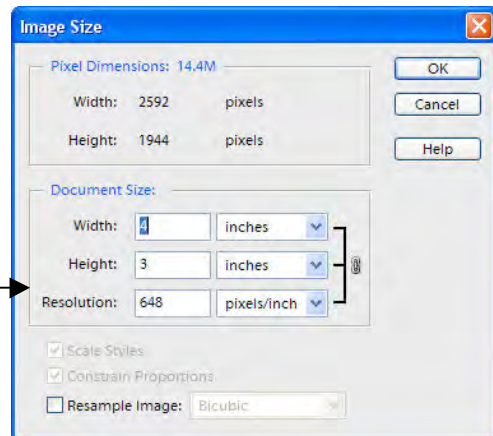 Image Size
Pixel Dimensions: 14.4M
Width: 2592 pixels
Height: 1944 pixels
OK
Cancel
Help
Document Size:
Width: 4 inches
Height: 3 inches
Resolution: 648 pixels/inch
Scale Styles
Constrain Proportions
Resample Image: Bicubic